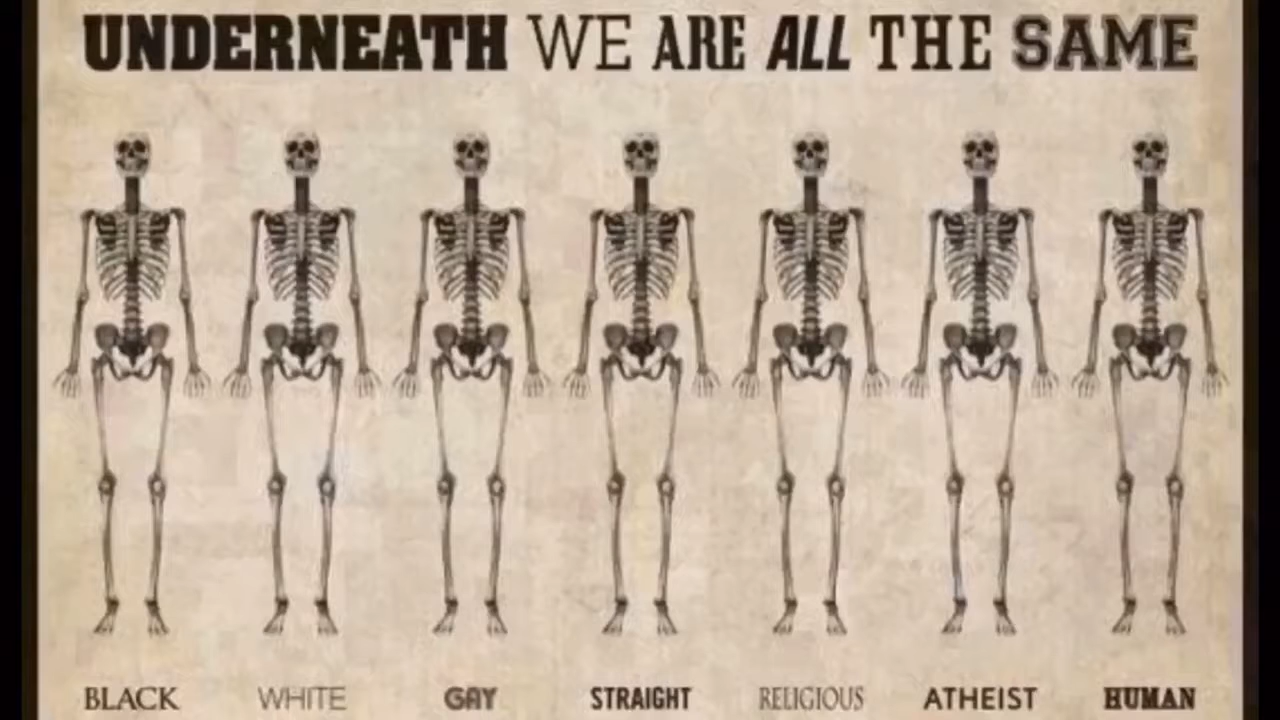 UNDERNEATH WE ARE ALL THE SAME
BLACK WHITE GAY STRAIGHT RELIGIOUS ATHEIST HUMAN